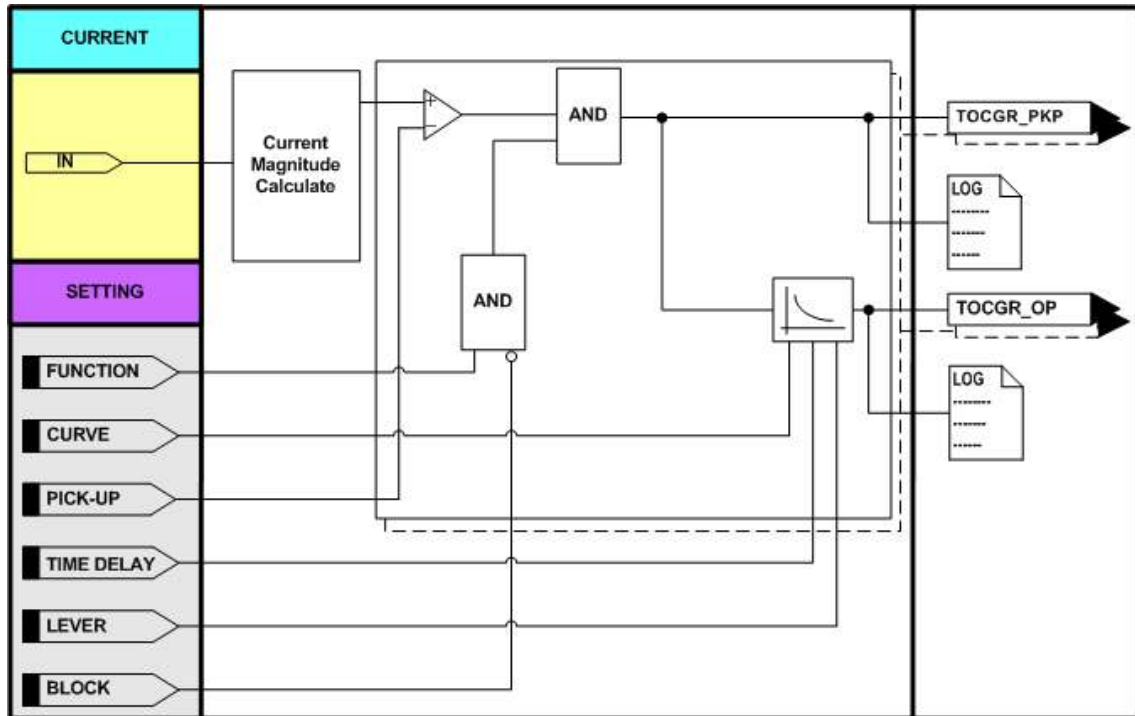 CURRENT
IN
SETTING
FUNCTION
CURVE
PICK-UP
TIME DELAY
LEVER
BLOCK
Current
Magnitude
Calculate
+
−
AND
AND
TOCGR_PKP
LOG
TOCGR_OP
LOG